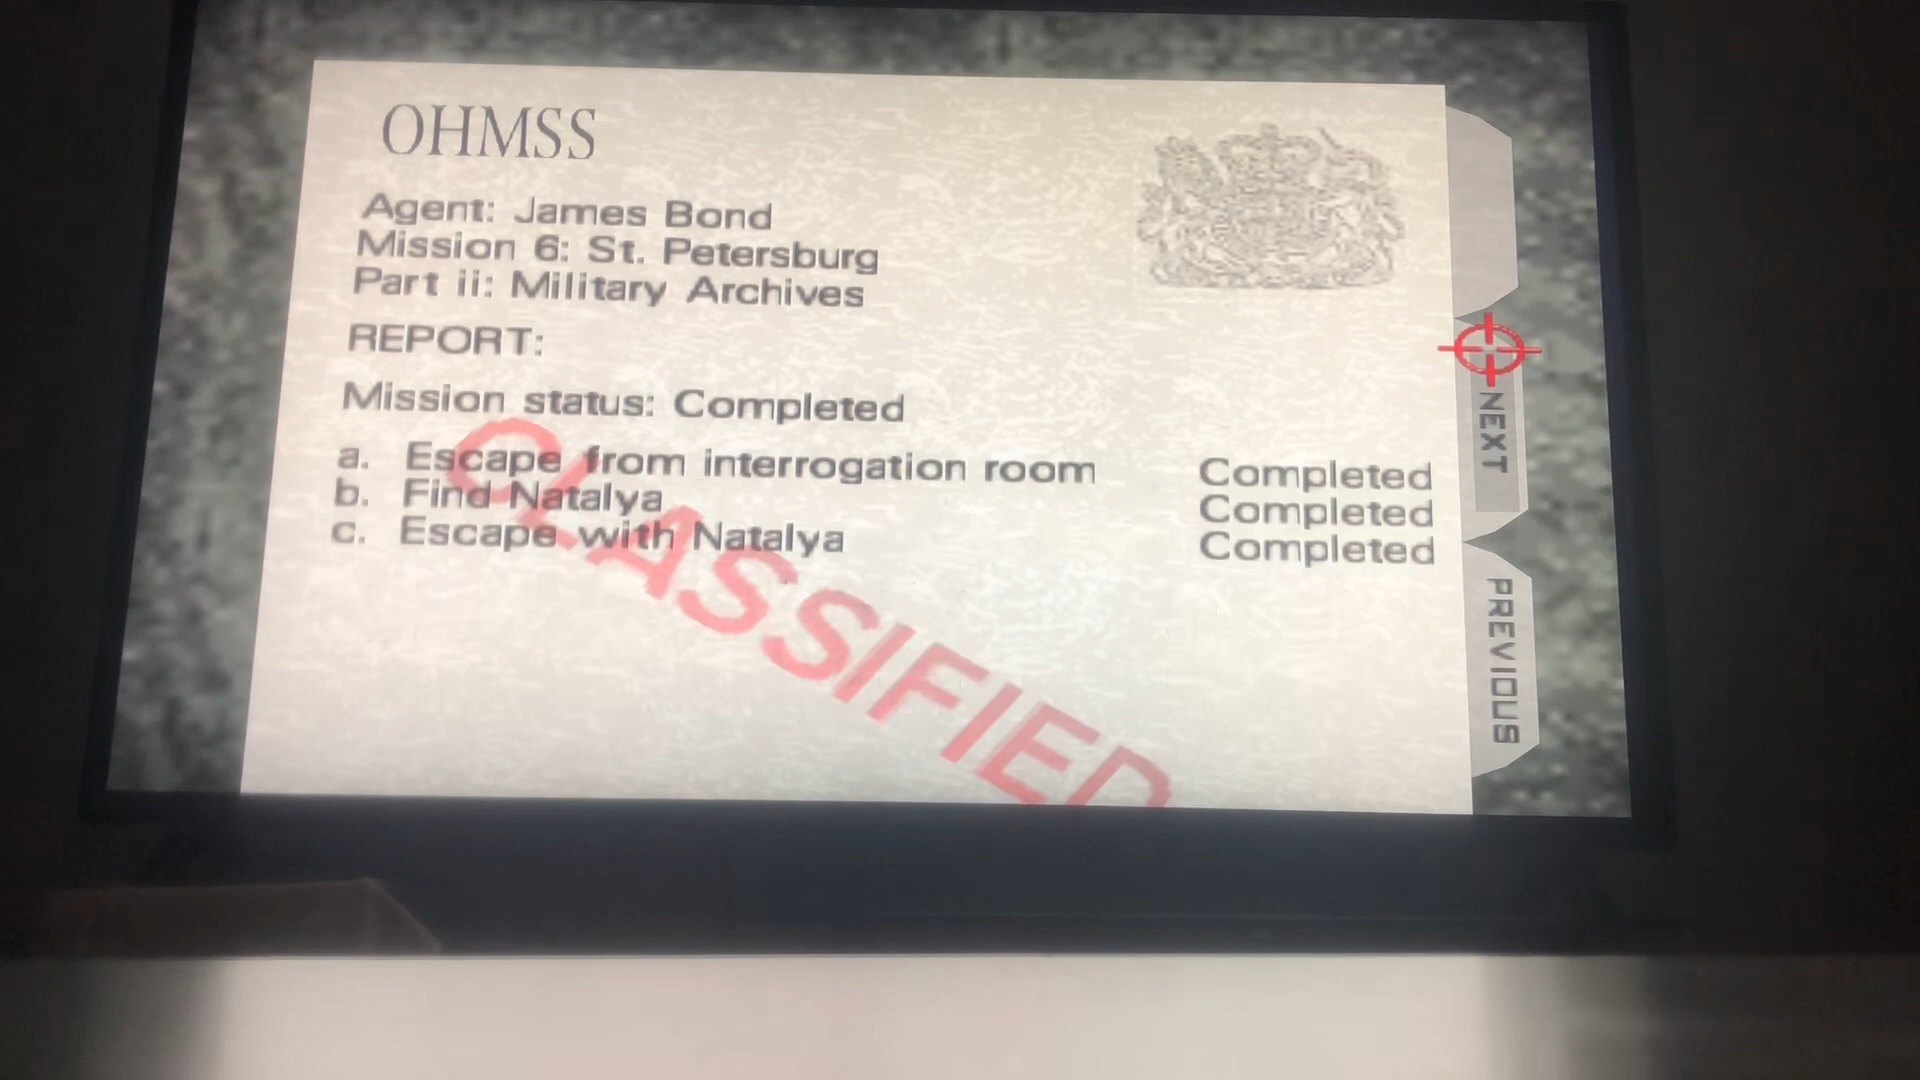 OHMSS
Agent: James Bond
Mission 6: St. Petersburg
Part ii: Military Archives
REPORT:
Mission status: Completed
a. Escape from interrogation room Completed
b. Find Natalya Completed
c. Escape with Natalya Completed
CLASSIFIED
NEXT
PREVIOUS